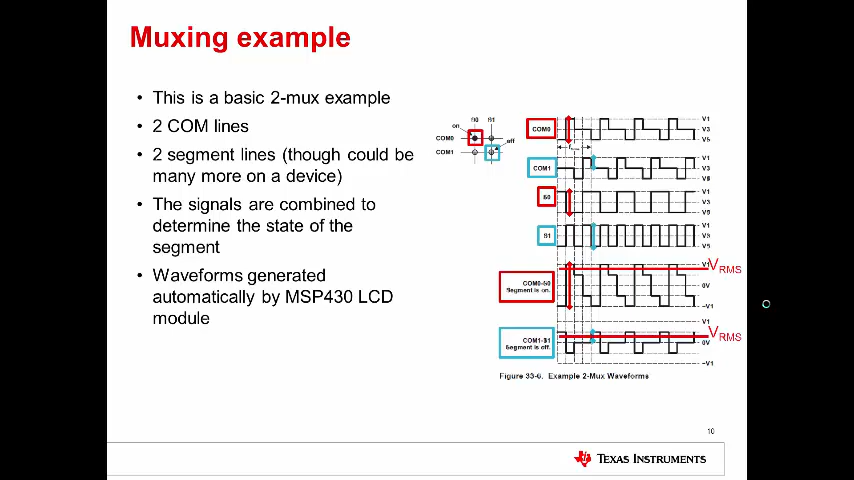 Muxing example
• This is a basic 2-mux example
• 2 COM lines
• 2 segment lines (though could be
many more on a device)
• The signals are combined to
determine the state of the
segment
• Waveforms generated
automatically by MSP430 LCD
module
S0 S1
on
COM0
off
COM1
COM0
V1
V3
V5
COM1
V1
V3
V5
S0
V1
V3
V5
S1
V1
V3
V5
V1
VRMS
COM0-S0
Segment is on.
0V
-V1
V1
VRMS
COM1-S1
Segment is off.
0V
-V1
Figure 33-6. Example 2-Mux Waveforms
10
TEXAS INSTRUMENTS